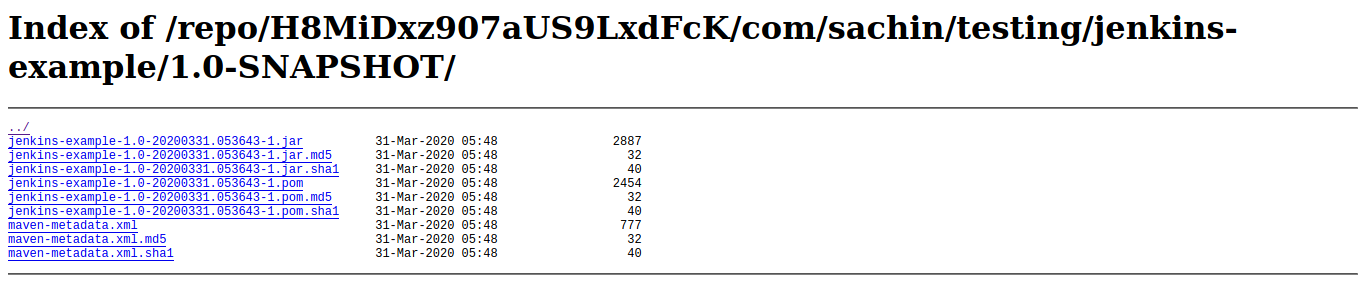 Index of /repo/H8MiDxz907aUS9LxdFcK/com/sachin/testing/jenkins-
example/1.0-SNAPSHOT/
../
jenkins-example-1.0-20200331.053643-1.jar 31-Mar-2020 05:48 2887
jenkins-example-1.0-20200331.053643-1.jar.md5 31-Mar-2020 05:48 32
jenkins-example-1.0-20200331.053643-1.jar.sha1 31-Mar-2020 05:48 40
jenkins-example-1.0-20200331.053643-1.pom 31-Mar-2020 05:48 2454
jenkins-example-1.0-20200331.053643-1.pom.md5 31-Mar-2020 05:48 32
jenkins-example-1.0-20200331.053643-1.pom.sha1 31-Mar-2020 05:48 40
maven-metadata.xml 31-Mar-2020 05:48 777
maven-metadata.xml.md5 31-Mar-2020 05:48 32
maven-metadata.xml.sha1 31-Mar-2020 05:48 40